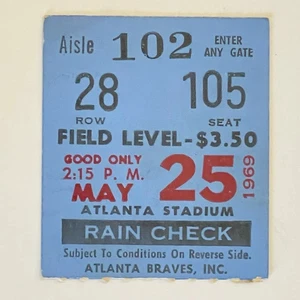 Aisle 102 ENTER ANY GATE
28 105
ROW SEAT
FIELD LEVEL-$3.50
GOOD ONLY
2:15 P. M.
MAY 25 1969
ATLANTA STADIUM
RAIN CHECK
Subject To Conditions On Reverse Side.
ATLANTA BRAVES, INC.